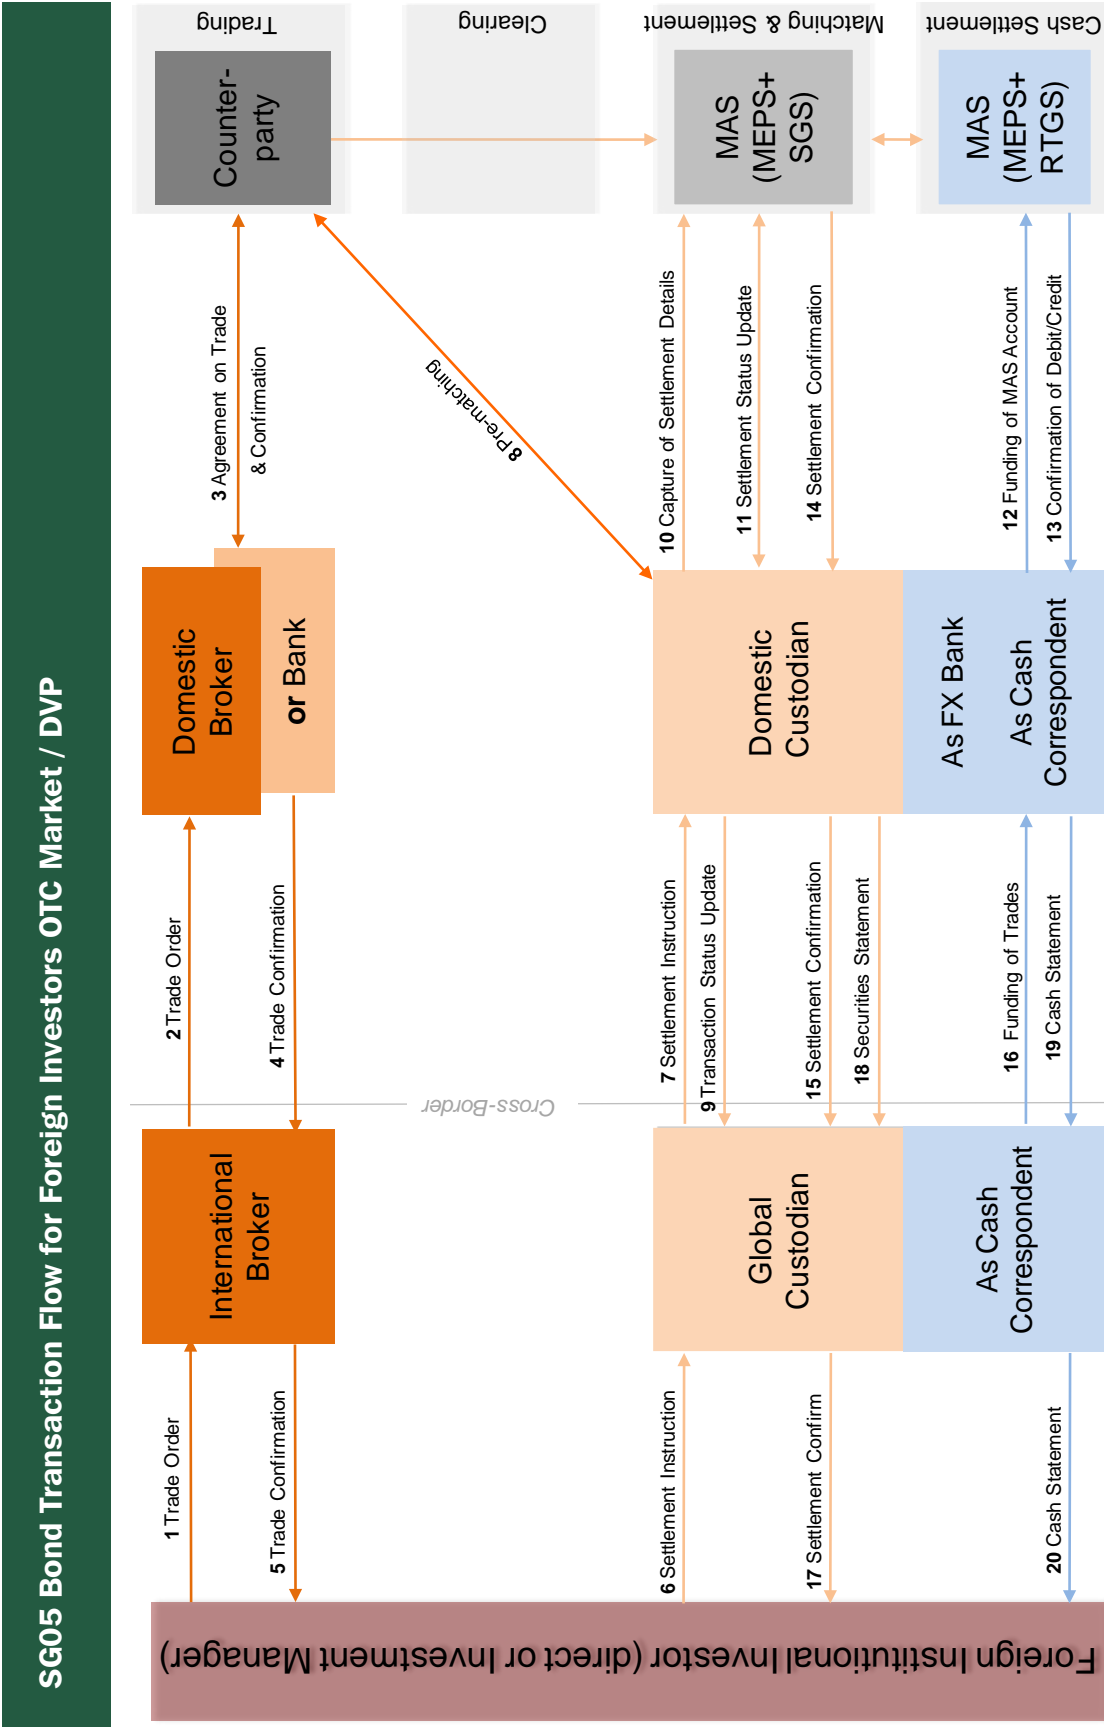 SG05 Bond Transaction Flow for Foreign Investors OTC Market / DVP
Foreign Institutional Investor (direct) or Investment Manager)
1 Trade Order
5 Trade Confirmation
6 Settlement Instruction
17 Settlement Confirm
20 Cash Statement
International
Broker
Global
Custodian
As Cash
Correspondent
Cross-Border
2 Trade Order
4 Trade Confirmation
7 Settlement Instruction
9 Transaction Status Update
15 Settlement Confirmation
18 Securities Statement
16 Funding of Trades
19 Cash Statement
Domestic
Broker
or Bank
Domestic
Custodian
As FX Bank
As Cash
Correspondent
3 Agreement on Trade
& Confirmation
8 Pre-matching
10 Capture of Settlement Details
11 Settlement Status Update
14 Settlement Confirmation
12 Funding of MAS Account
13 Confirmation of Debit/Credit
Counter-
party
MAS
(MEPS+
SGS)
MAS
(MEPS+
RTGS)
Trading
Clearing
Matching & Settlement
Cash Settlement